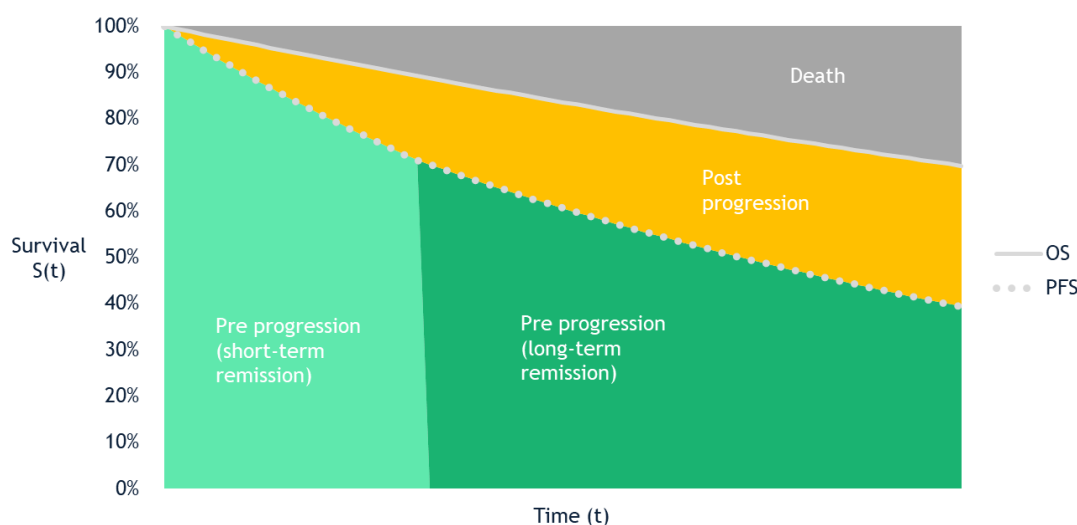 100%
90%
80%
70%
60%
50%
40%
30%
20%
10%
0%
Survival
S(t)
Death
Post
progression
Pre progression
(short-term
remission)
Pre progression
(long-term
remission)
OS
PFS
Time (t)